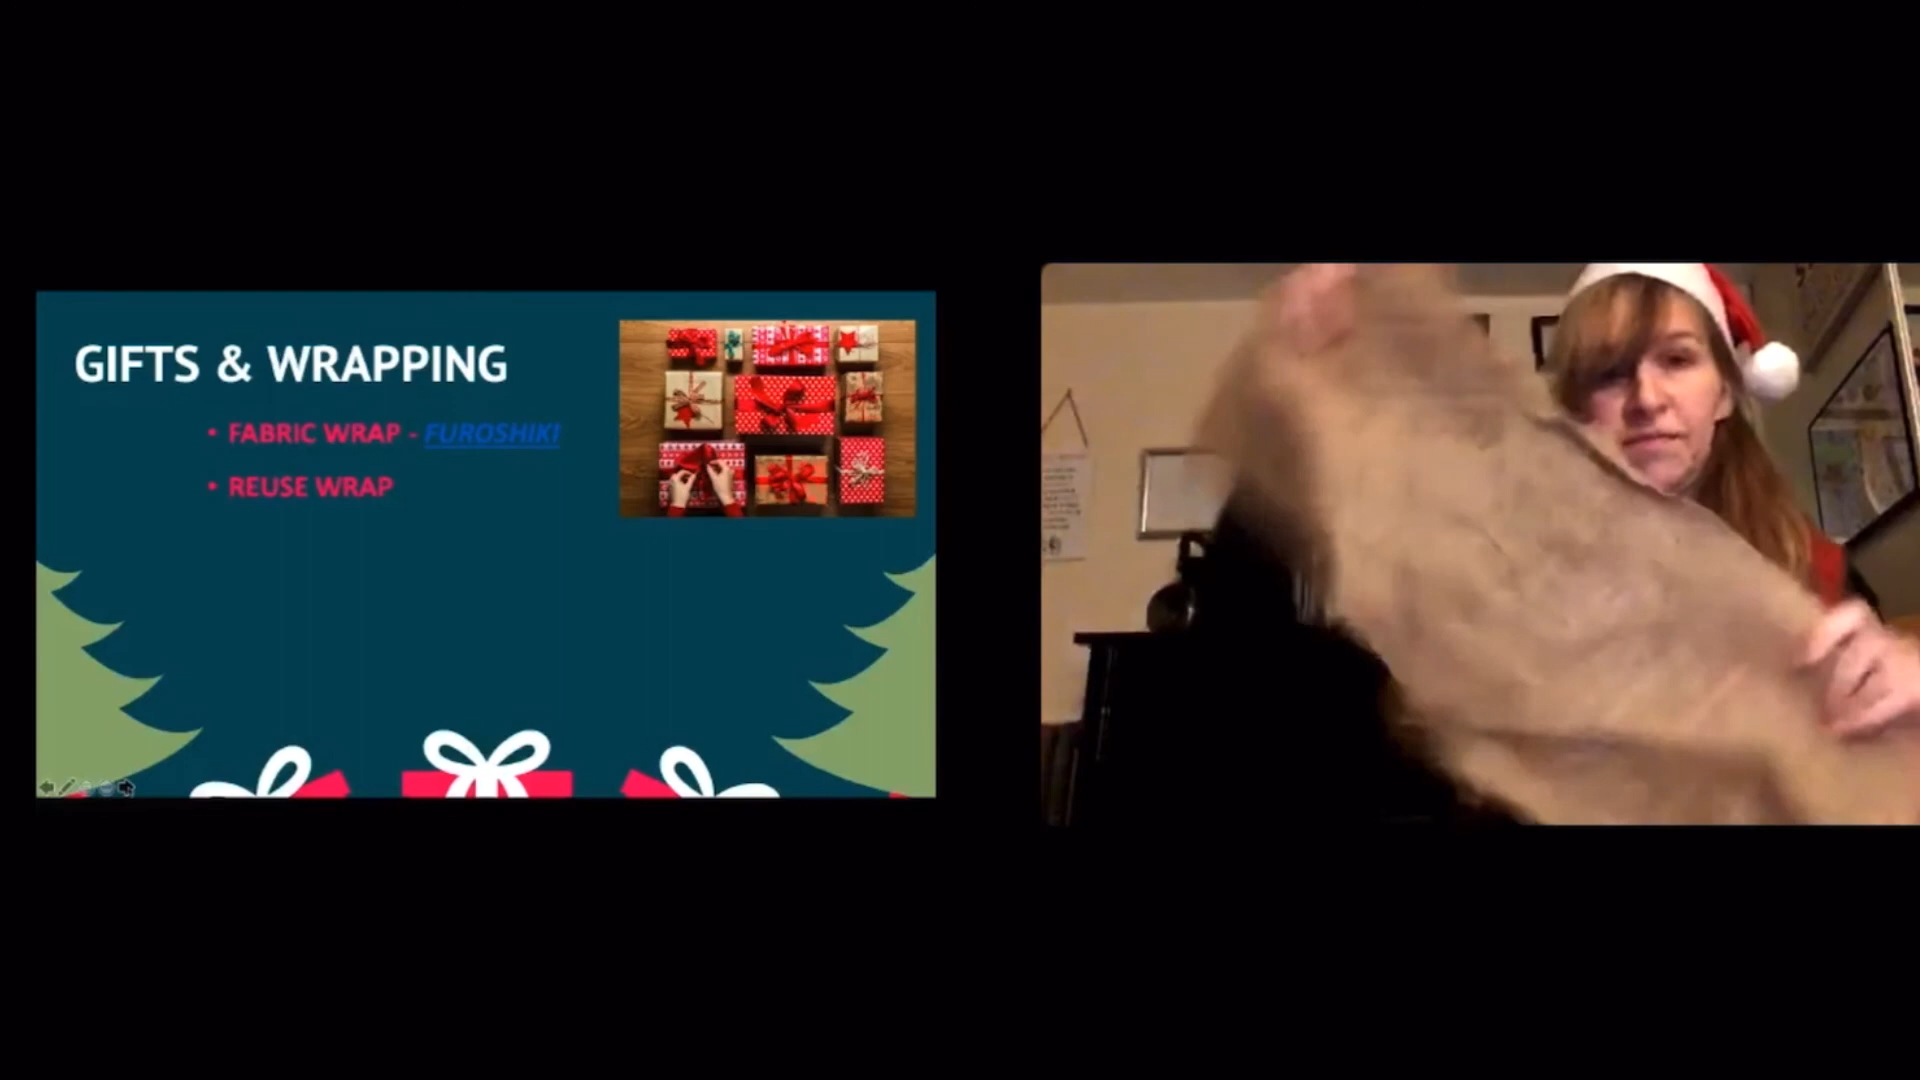 GIFTS & WRAPPING
• FABRIC WRAP - FUROSHIKI
• REUSE WRAP